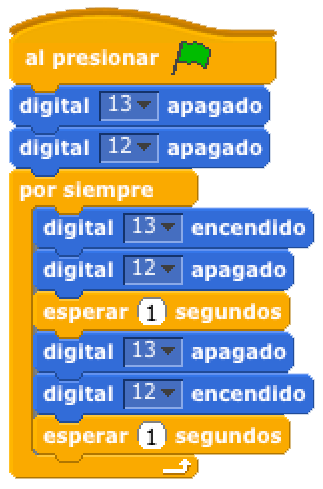 al presionar
digital 13 apagado
digital 12 apagado
por siempre
digital 13 encendido
digital 12 apagado
esperar 1 segundos
digital 13 apagado
digital 12 encendido
esperar 1 segundos